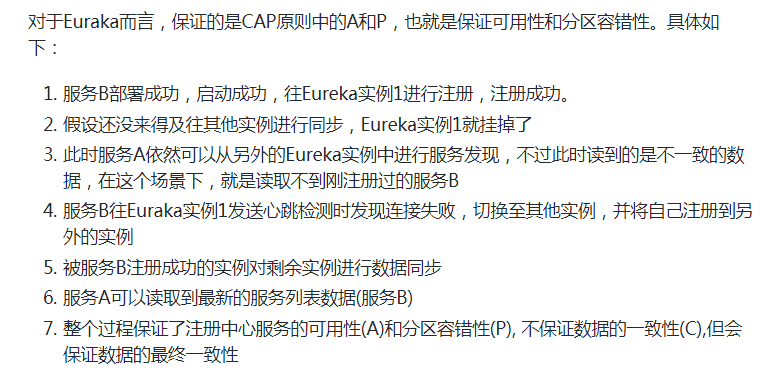 对于Euraka而言，保证的是CAP原则中的A和P，也就是保证可用性和分区容错性。具体如
下：
1. 服务B部署成功，启动成功，往Eureka实例1进行注册，注册成功。
2. 假设还没来得及往其他实例进行同步，Eureka实例1就挂掉了
3. 此时服务A依然可以从另外的Eureka实例中进行服务发现，不过此时读到的是不一致的数
据，在这个场景下，就是读取不到刚注册过的服务B
4. 服务B往Euraka实例1发送心跳检测时发现连接失败，切换至其他实例，并将自己注册到另
外的实例
5. 被服务B注册成功的实例对剩余实例进行数据同步
6. 服务A可以读取到最新的服务列表数据(服务B)
7. 整个过程保证了注册中心服务的可用性(A)和分区容错性(P), 不保证数据的一致性(C),但会
保证数据的最终一致性